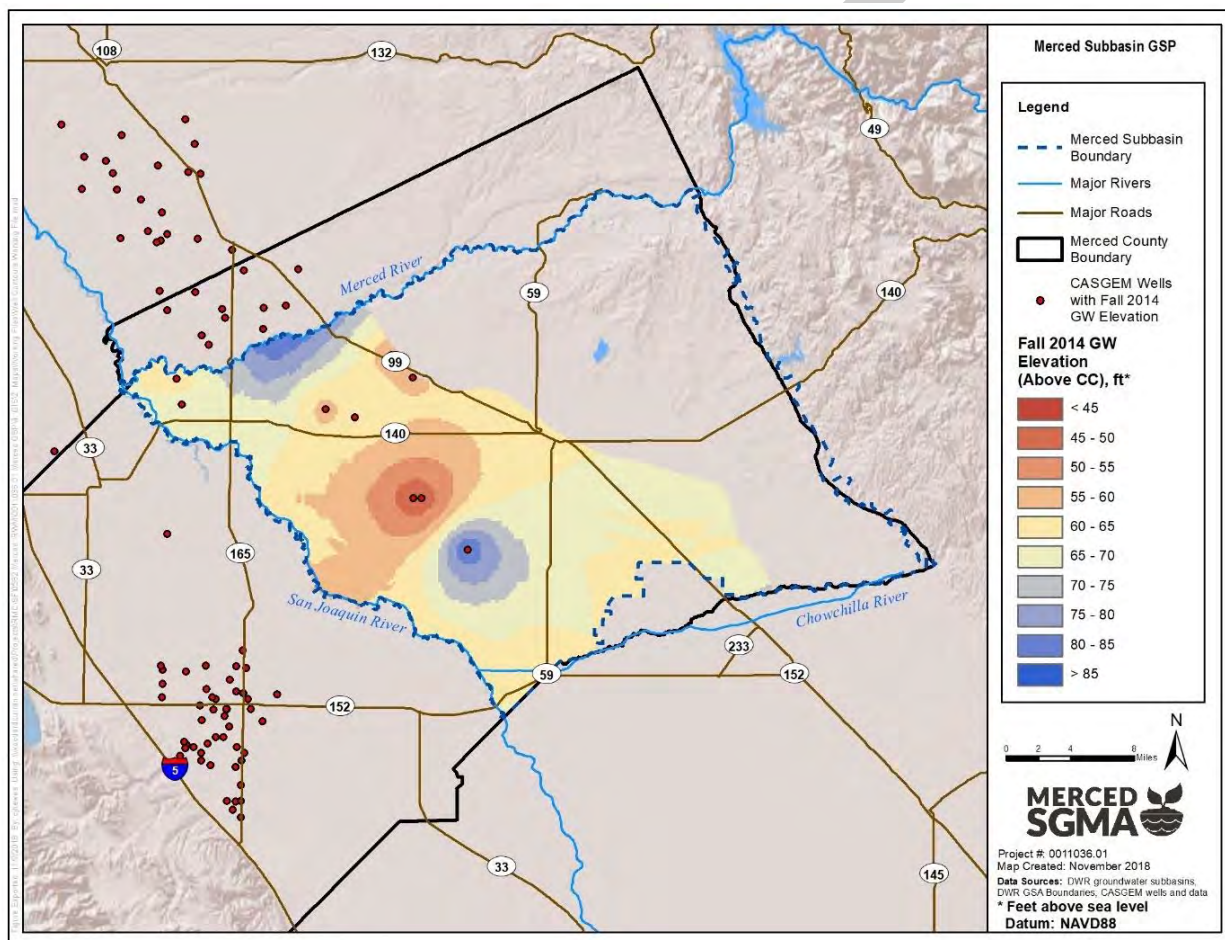 108
132
49
59
140
99
140
33
165
33
233
59
152
152
33
145
5
Merced River
San Joaquin River
Chowchilla River
Merced Subbasin GSP
Legend
Merced Subbasin
Boundary
Major Rivers
Major Roads
Merced County
Boundary
CASGEM Wells
with Fall 2014
GW Elevation
Fall 2014 GW
Elevation
(Above CC), ft*
< 45
45 - 50
50 - 55
55 - 60
60 - 65
65 - 70
70 - 75
75 - 80
80 - 85
> 85
N
0 2 4 8
Miles
MERCED
SGMA
Project #: 0011036.01
Map Created: November 2018
Data Sources: DWR groundwater subbasins,
DWR GSA Boundaries, CASGEM wells and data
* Feet above sea level
Datum: NAVD88